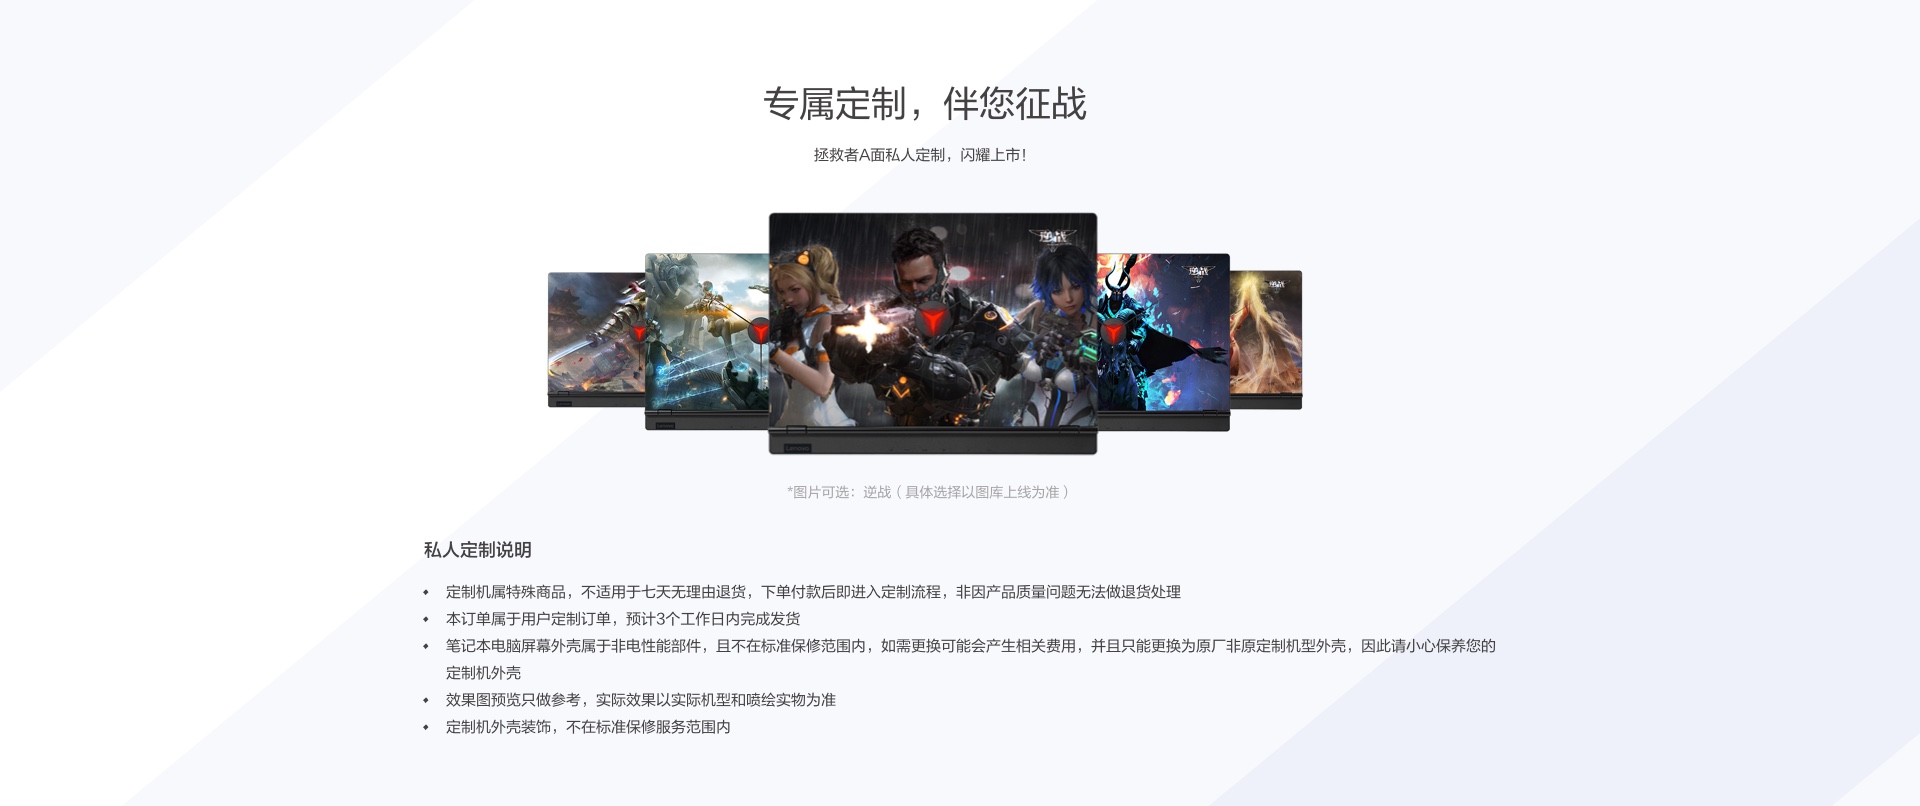 专属定制，伴您征战
拯救者A面私人定制，闪耀上市！
逆战
逆战
逆战
Lenovo
*图片可选：逆战（具体选择以图库上线为准）
私人定制说明
定制机属特殊商品，不适用于七天无理由退货，下单付款后即进入定制流程，非因产品质量问题无法做退货处理
本订单属于用户定制订单，预计3个工作日内完成发货
笔记本电脑屏幕外壳属于非电性能部件，且不在标准保修范围内，如需更换可能会产生相关费用，并且只能更换为原厂非原定制机型外壳，因此请小心保养您的
定制机外壳
效果图预览只做参考，实际效果以实际机型和喷绘实物为准
定制机外壳装饰，不在标准保修服务范围内